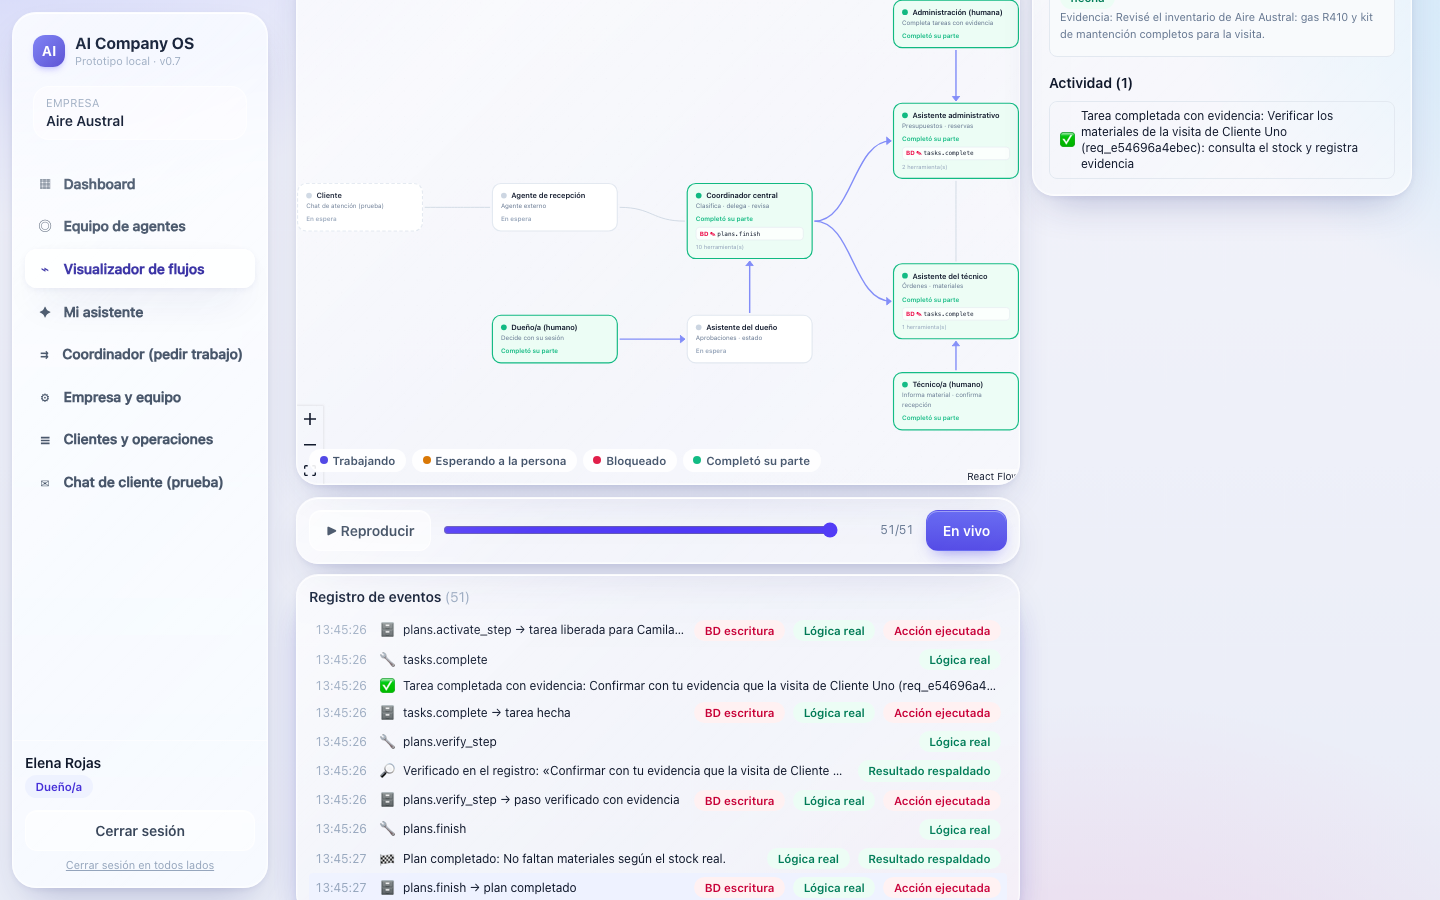 AI
AI Company OS
Prototipo local · v0.7
EMPRESA
Aire Austral
Dashboard
Equipo de agentes
Visualizador de flujos
Mi asistente
Coordinador (pedir trabajo)
Empresa y equipo
Clientes y operaciones
Chat de cliente (prueba)
Elena Rojas
Dueño/a
Cerrar sesión
Cerrar sesión en todos lados
Administración (humana)
Completa tareas con evidencia
Completó su parte
Asistente administrativo
Presupuestos · reservas
Completó su parte
BD tasks.complete
2 herramienta(s)
Cliente
Chat de atención (prueba)
En espera
Agente de recepción
Agente externo
En espera
Coordinador central
Clasifica · delega · revisa
Completó su parte
BD plans.finish
10 herramienta(s)
Asistente del técnico
Órdenes · materiales
Completó su parte
BD tasks.complete
1 herramienta(s)
Dueño/a (humano)
Decide con su sesión
Completó su parte
Asistente del dueño
Aprobaciones · estado
En espera
Técnico/a (humano)
Informa material · confirma
recepción
Completó su parte
Trabajando
Esperando a la persona
Bloqueado
Completó su parte
React Flow
Reproducir
51/51
En vivo
Registro de eventos (51)
13:45:26 plans.activate_step → tarea liberada para Camila... BD escritura Lógica real Acción ejecutada
13:45:26 tasks.complete Lógica real
13:45:26 Tarea completada con evidencia: Confirmar con tu evidencia que la visita de Cliente Uno (req_e54696a4...
13:45:26 tasks.complete → tarea hecha BD escritura Lógica real Acción ejecutada
13:45:26 plans.verify_step Lógica real
13:45:26 Verificado en el registro: «Confirmar con tu evidencia que la visita de Cliente ... Resultado respaldado
13:45:26 plans.verify_step → paso verificado con evidencia BD escritura Lógica real Acción ejecutada
13:45:26 plans.finish Lógica real
13:45:27 Plan completado: No faltan materiales según el stock real. Lógica real Resultado respaldado
13:45:27 plans.finish → plan completado BD escritura Lógica real Acción ejecutada
Evidencia: Revisé el inventario de Aire Austral: gas R410 y kit
de mantención completos para la visita.
Actividad (1)
Tarea completada con evidencia: Verificar los
materiales de la visita de Cliente Uno
(req_e54696a4ebec): consulta el stock y registra
evidencia